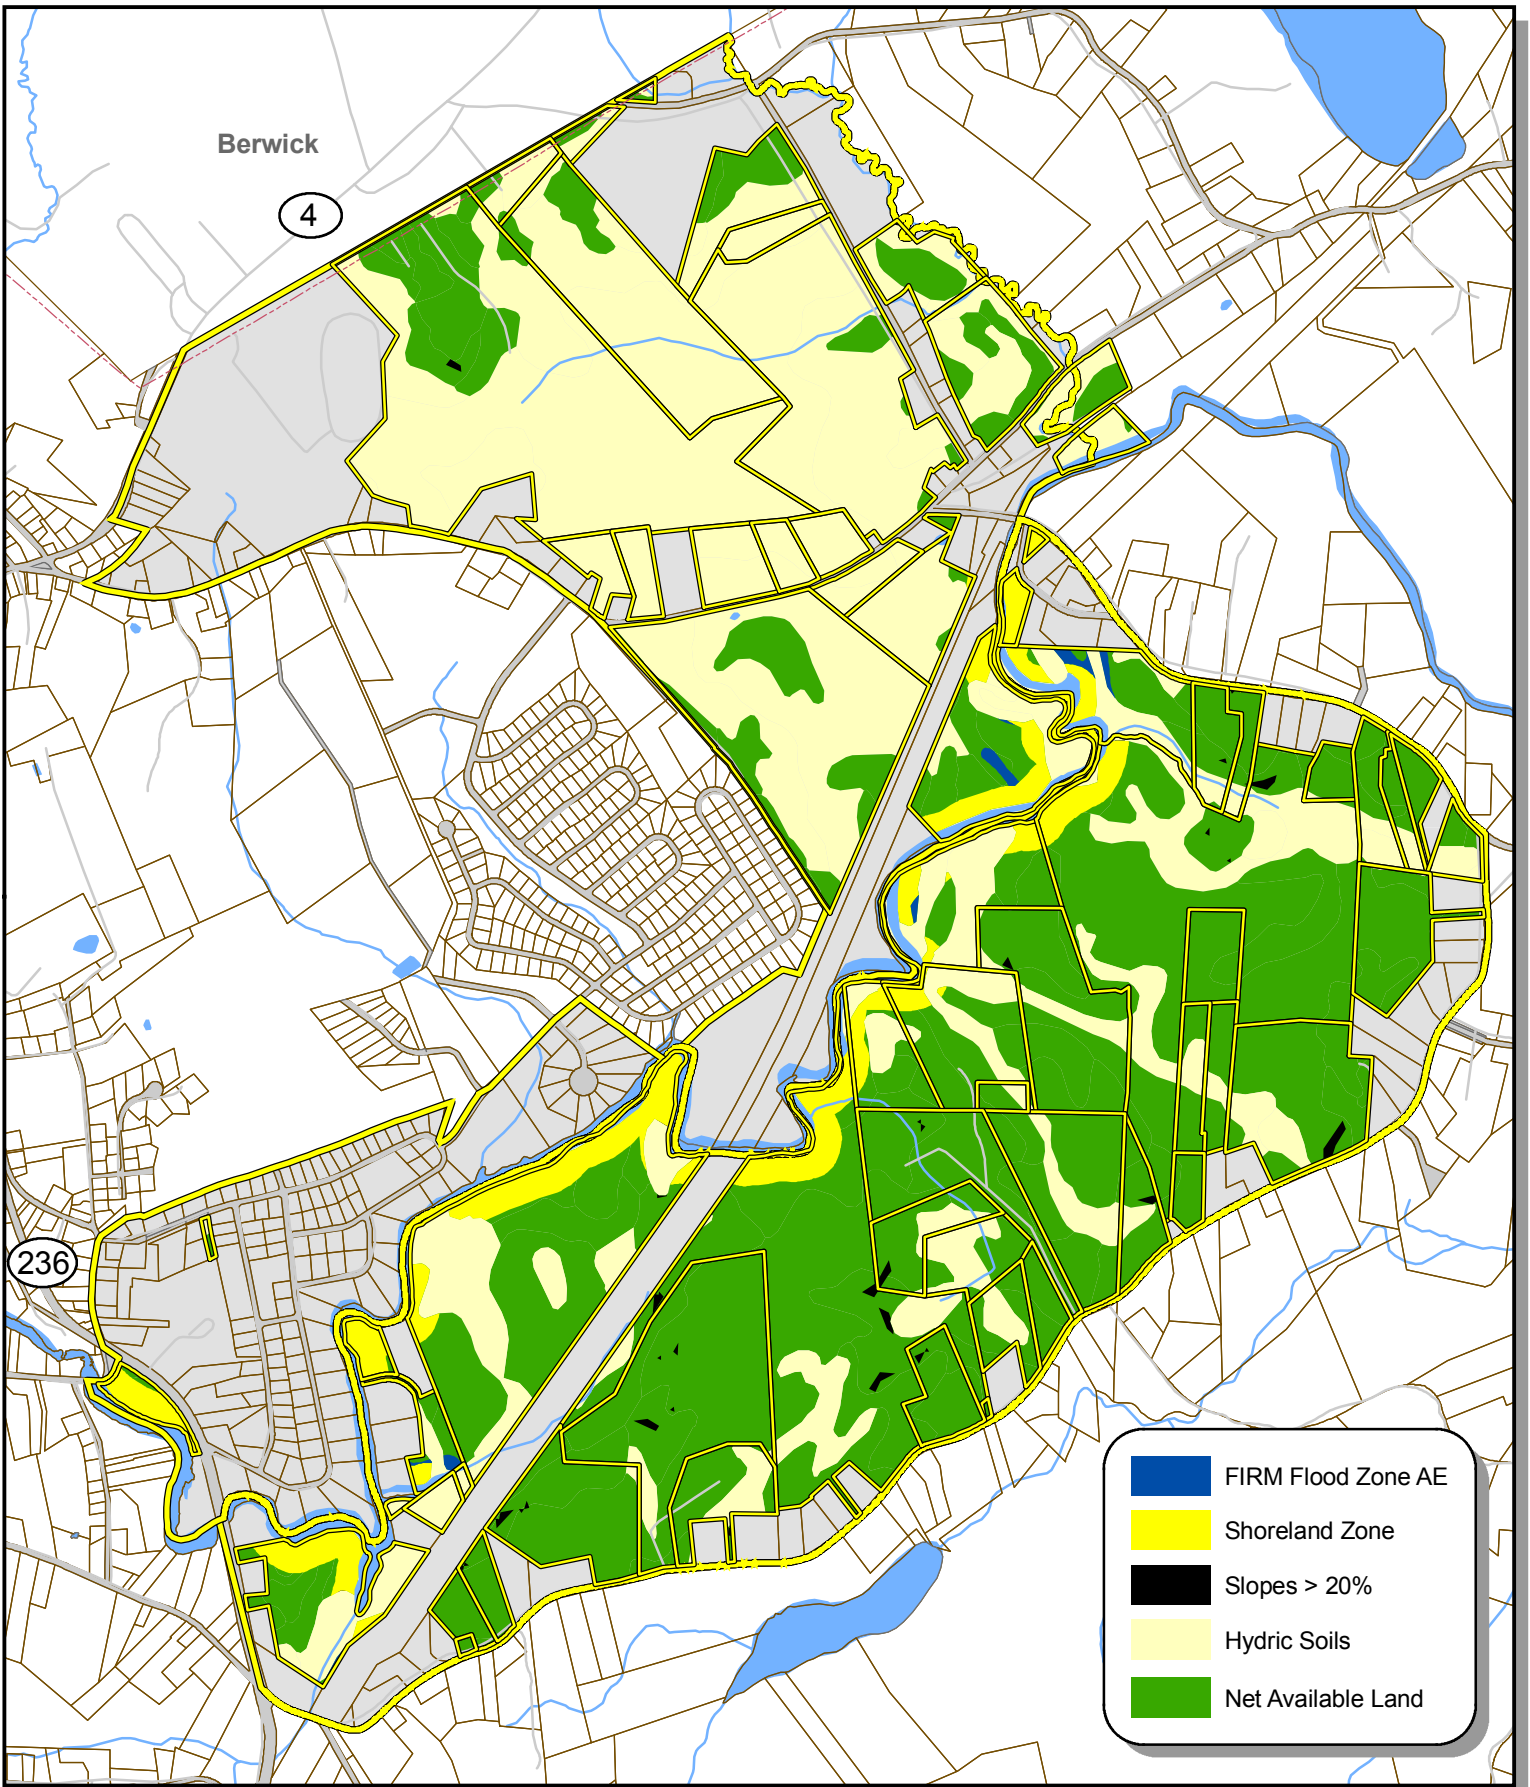 Berwick
4
236
FIRM Flood Zone AE
Shoreland Zone
Slopes > 20%
Hydric Soils
Net Available Land